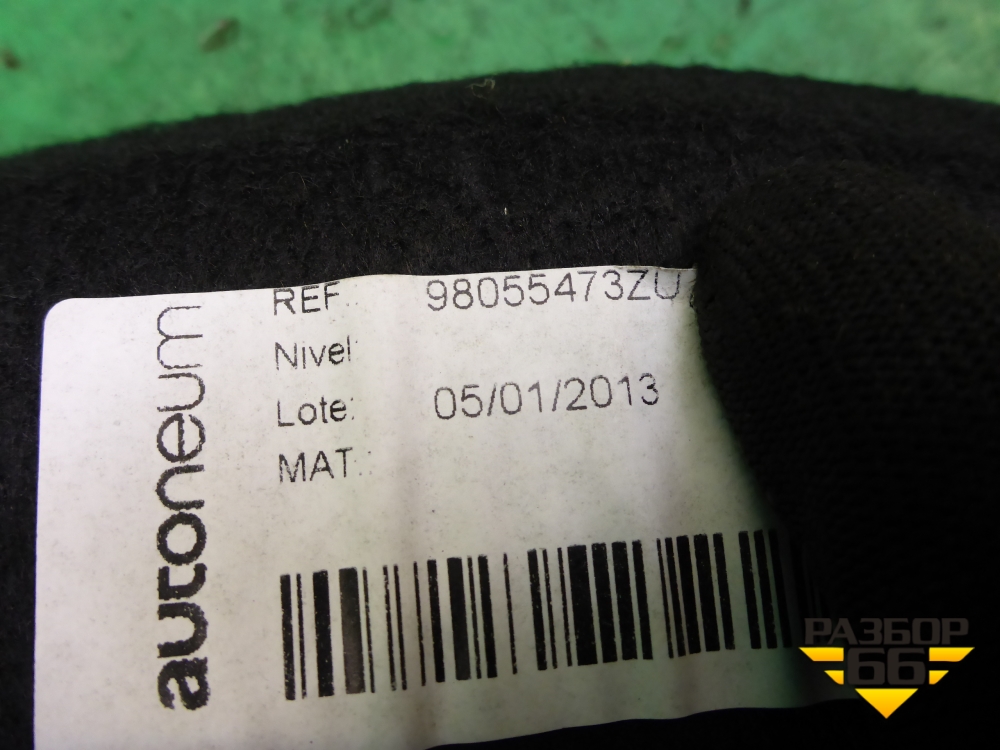 autoneum
REF.: 98055473ZU
Nivel:
Lote: 05/01/2013
MAT.:
РАЗБОР
66